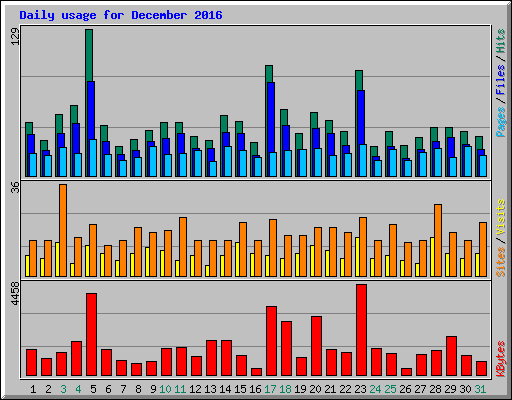 Daily usage for December 2016
129
36
4458
Pages / Files / Hits
Sites / Visits
KBytes
1 2 3 4 5 6 7 8 9 10 11 12 13 14 15 16 17 18 19 20 21 22 23 24 25 26 27 28 29 30 31